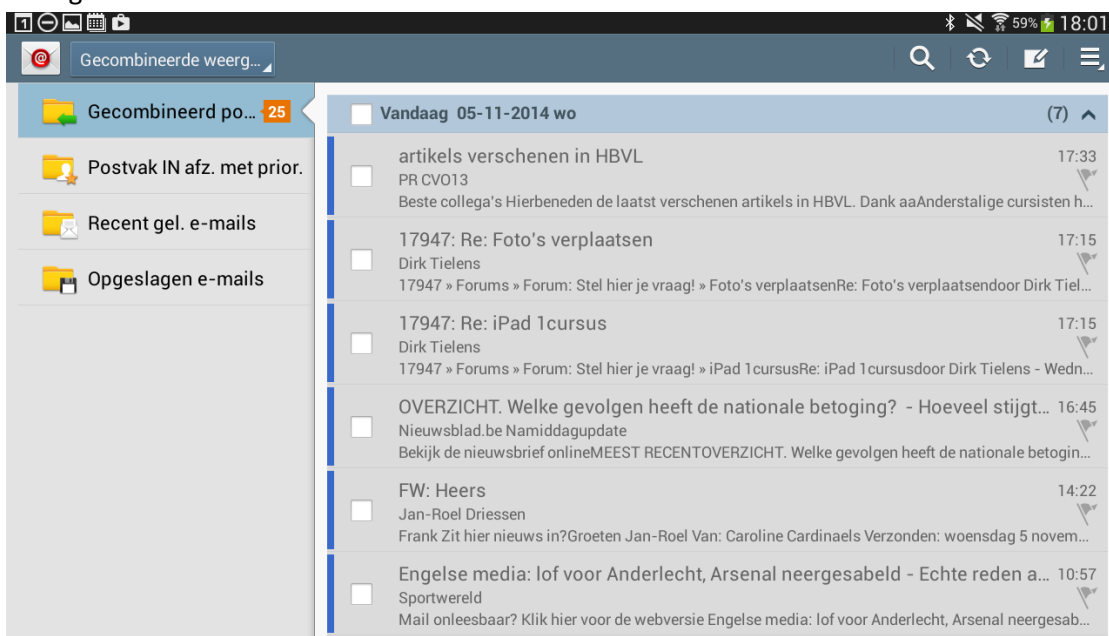 59% 18:01
Gecombineerde weerg...
Gecombineerd po... 25
Postvak IN afz. met prior.
Recent gel. e-mails
Opgeslagen e-mails
Vandaag 05-11-2014 wo (7)
artikels verschenen in HBVL 17:33
PR CVO13
Beste collega's Hierbeneden de laatst verschenen artikels in HBVL. Dank aaAnderstalige cursisten h...
17947: Re: Foto's verplaatsen 17:15
Dirk Tielens
17947 » Forums » Forum: Stel hier je vraag! » Foto's verplaatsenRe: Foto's verplaatsendoor Dirk Tiel...
17947: Re: iPad 1cursus 17:15
Dirk Tielens
17947 » Forums » Forum: Stel hier je vraag! » iPad 1cursusRe: iPad 1cursusdoor Dirk Tielens - Wedn...
OVERZICHT. Welke gevolgen heeft de nationale betoging? - Hoeveel stijgt... 16:45
Nieuwsblad.be Namiddagupdate
Bekijk de nieuwsbrief onlineMEEST RECENTOVERZICHT. Welke gevolgen heeft de nationale betogin...
FW: Heers 14:22
Jan-Roel Driessen
Frank Zit hier nieuws in?Groeten Jan-Roel Van: Caroline Cardinaels Verzonden: woensdag 5 novem...
Engelse media: lof voor Anderlecht, Arsenal neergesabeld - Echte reden a... 10:57
Sportwereld
Mail onleesbaar? Klik hier voor de webversie Engelse media: lof voor Anderlecht, Arsenal neergesab...